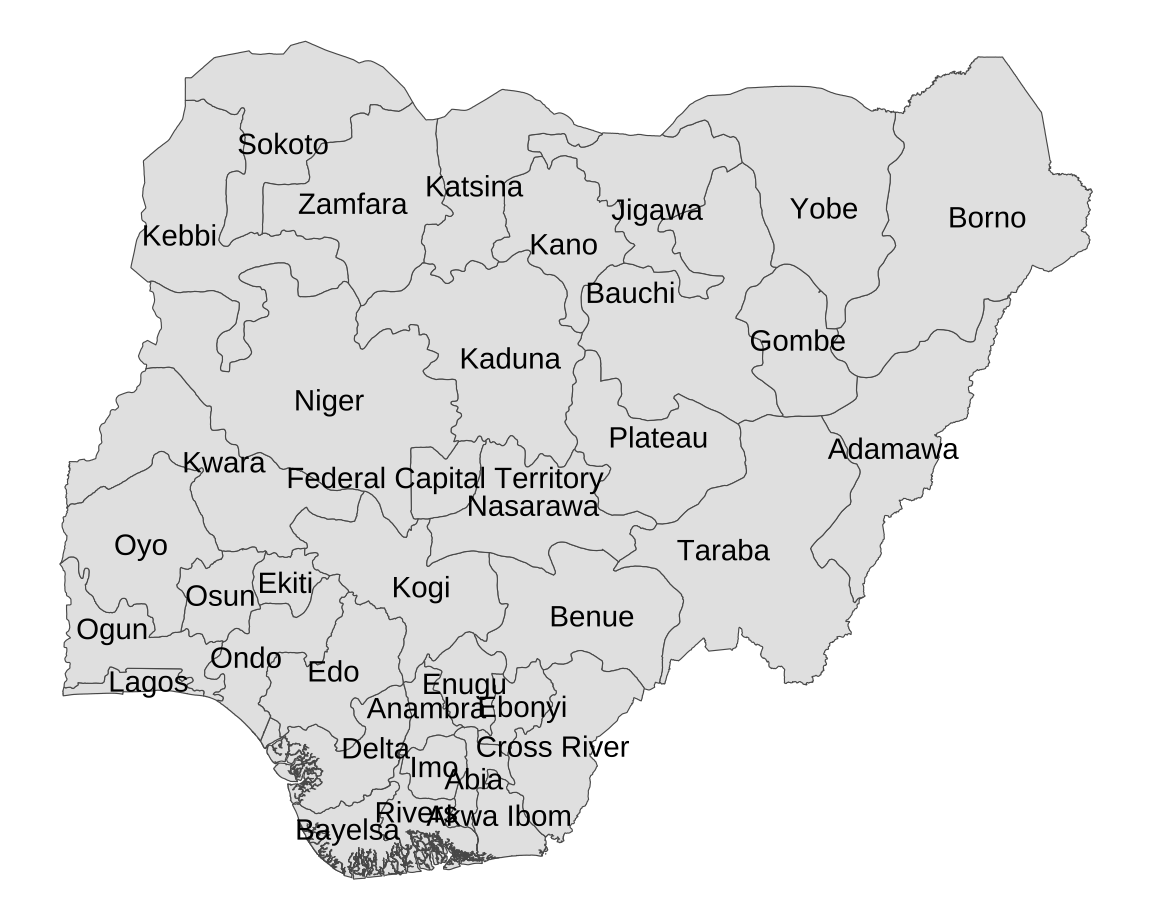 Sokoto
Katsina
Zamfara
Jigawa
Yobe
Borno
Kebbi
Kano
Bauchi
Gombe
Kaduna
Niger
Plateau
Adamawa
Kwara
Federal Capital Territory
Nasarawa
Oyo
Taraba
Ekiti
Kogi
Osun
Benue
Ogun
Ondo
Edo
Lagos
Enugu
Anambra
Ebonyi
Delta
Cross River
Imo
Abia
Rivers
Akwa Ibom
Bayelsa